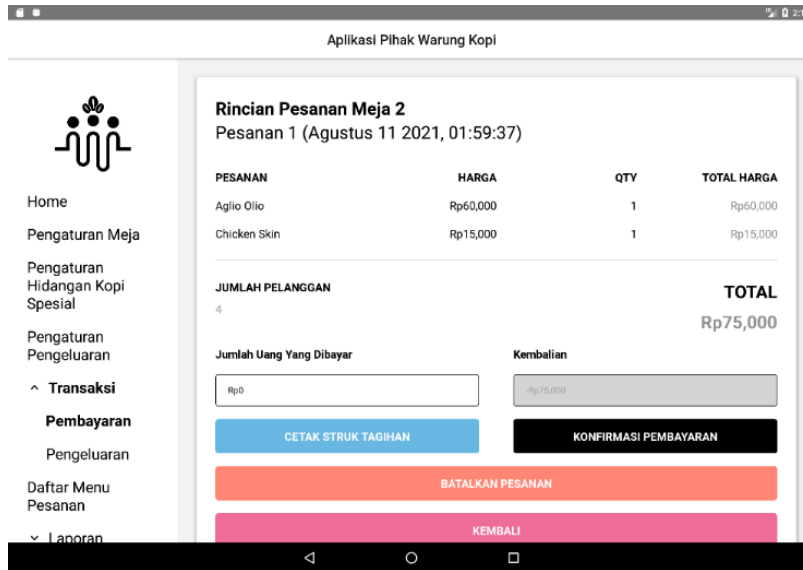 Aplikasi Pihak Warung Kopi
Home
Pengaturan Meja
Pengaturan
Hidangan Kopi
Spesial
Pengaturan
Pengeluaran
Transaksi
Pembayaran
Pengeluaran
Daftar Menu
Pesanan
Laporan
Rincian Pesanan Meja 2
Pesanan 1 (Agustus 11 2021, 01:59:37)
PESANAN HARGA QTY TOTAL HARGA
Aglio Olio Rp60,000 1 Rp60,000
Chicken Skin Rp15,000 1 Rp15,000
JUMLAH PELANGGAN TOTAL
4 Rp75,000
Jumlah Uang Yang Dibayar Kembalian
Rp0 -Rp75,000
CETAK STRUK TAGIHAN KONFIRMASI PEMBAYARAN
BATALKAN PESANAN
KEMBALI